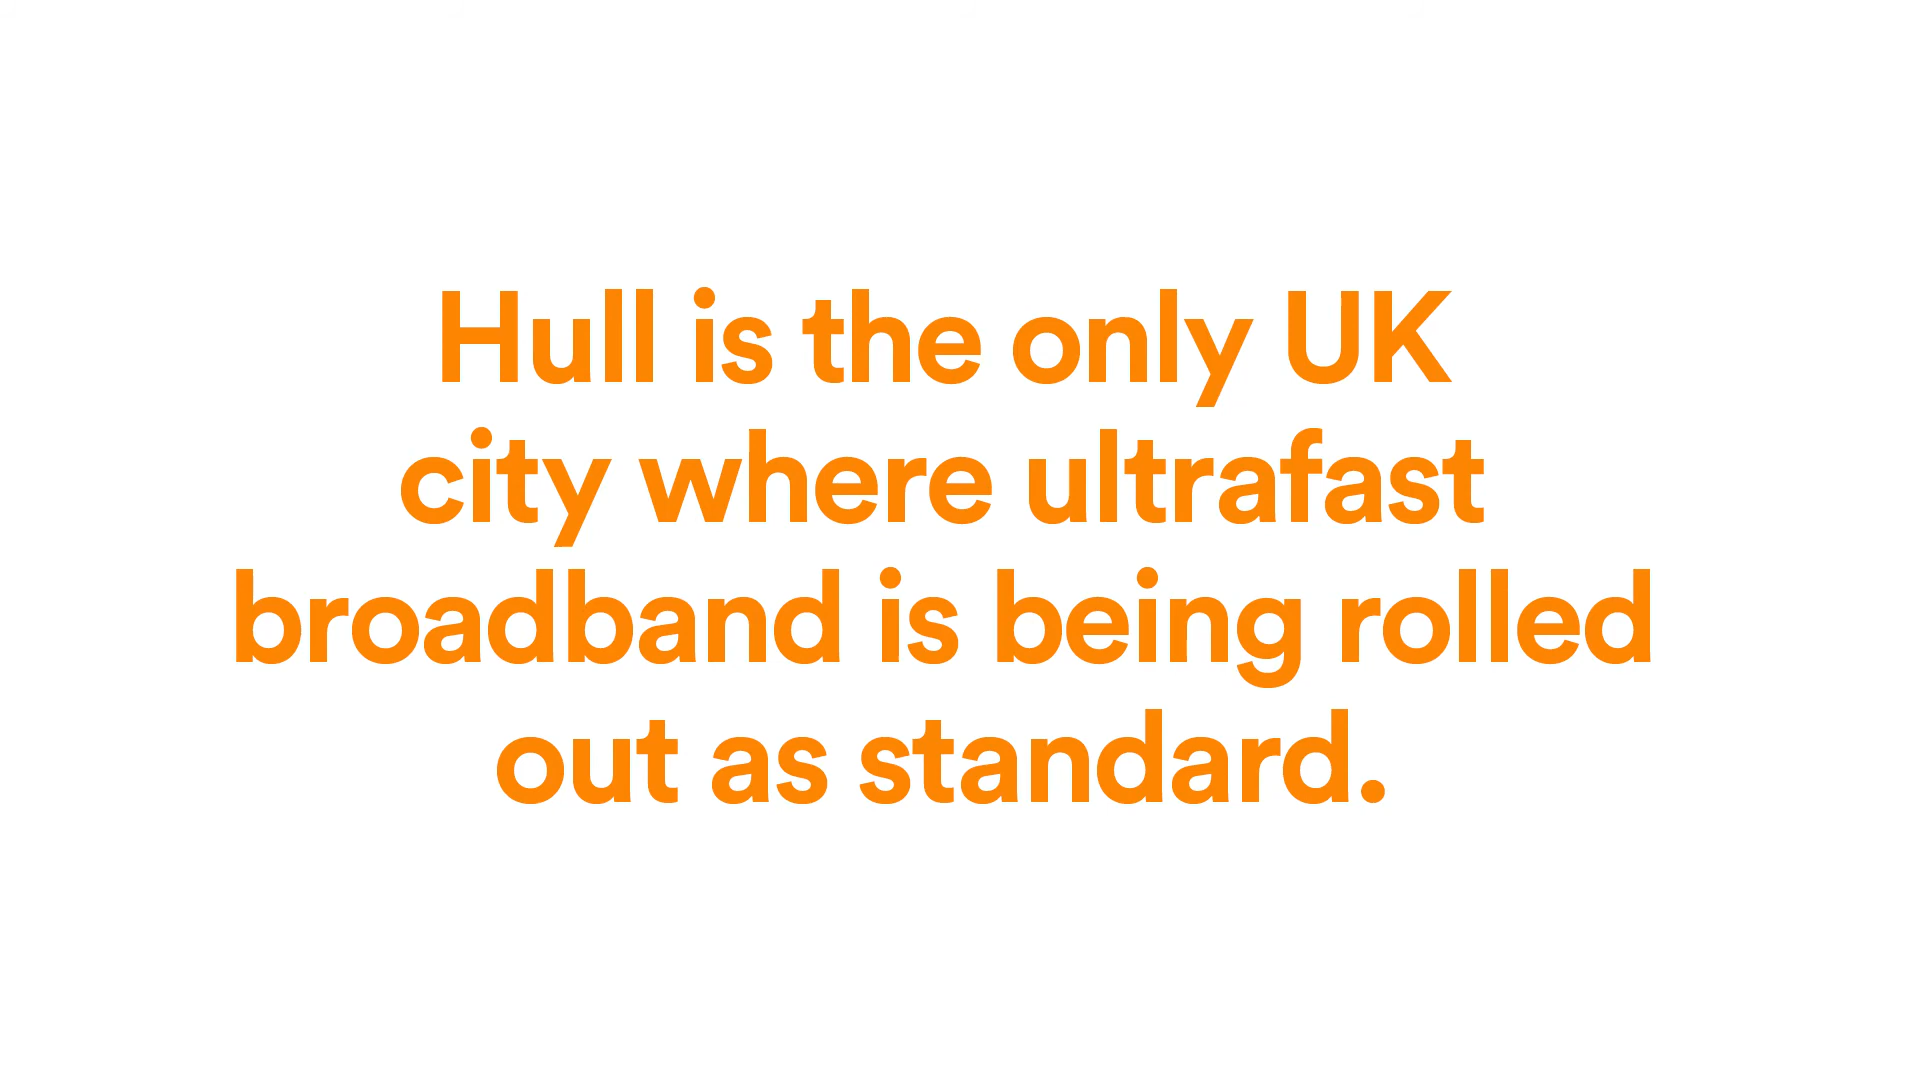 Hull is the only UK
city where ultrafast
broadband is being rolled
out as standard.